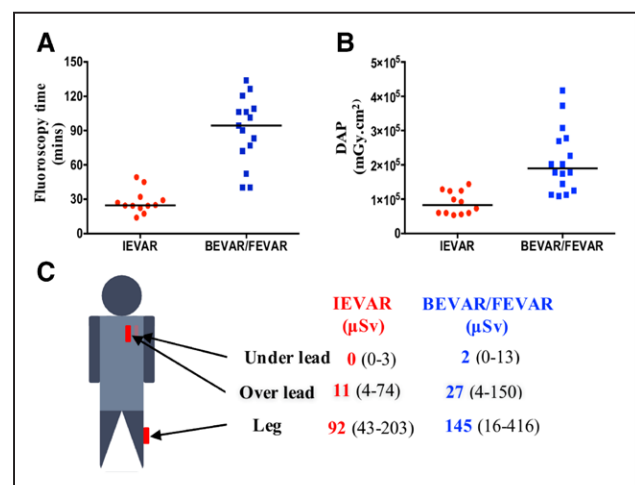 A
Fluoroscopy time
(mins)
150
120
90
60
30
0
IEVAR
BEVAR/FEVAR
B
DAP
(mGy.cm²)
5×10⁵
4×10⁵
3×10⁵
2×10⁵
1×10⁵
0
IEVAR
BEVAR/FEVAR
C
IEVAR BEVAR/FEVAR
(µSv) (µSv)
Under lead 0 (0-3) 2 (0-13)
Over lead 11 (4-74) 27 (4-150)
Leg 92 (43-203) 145 (16-416)